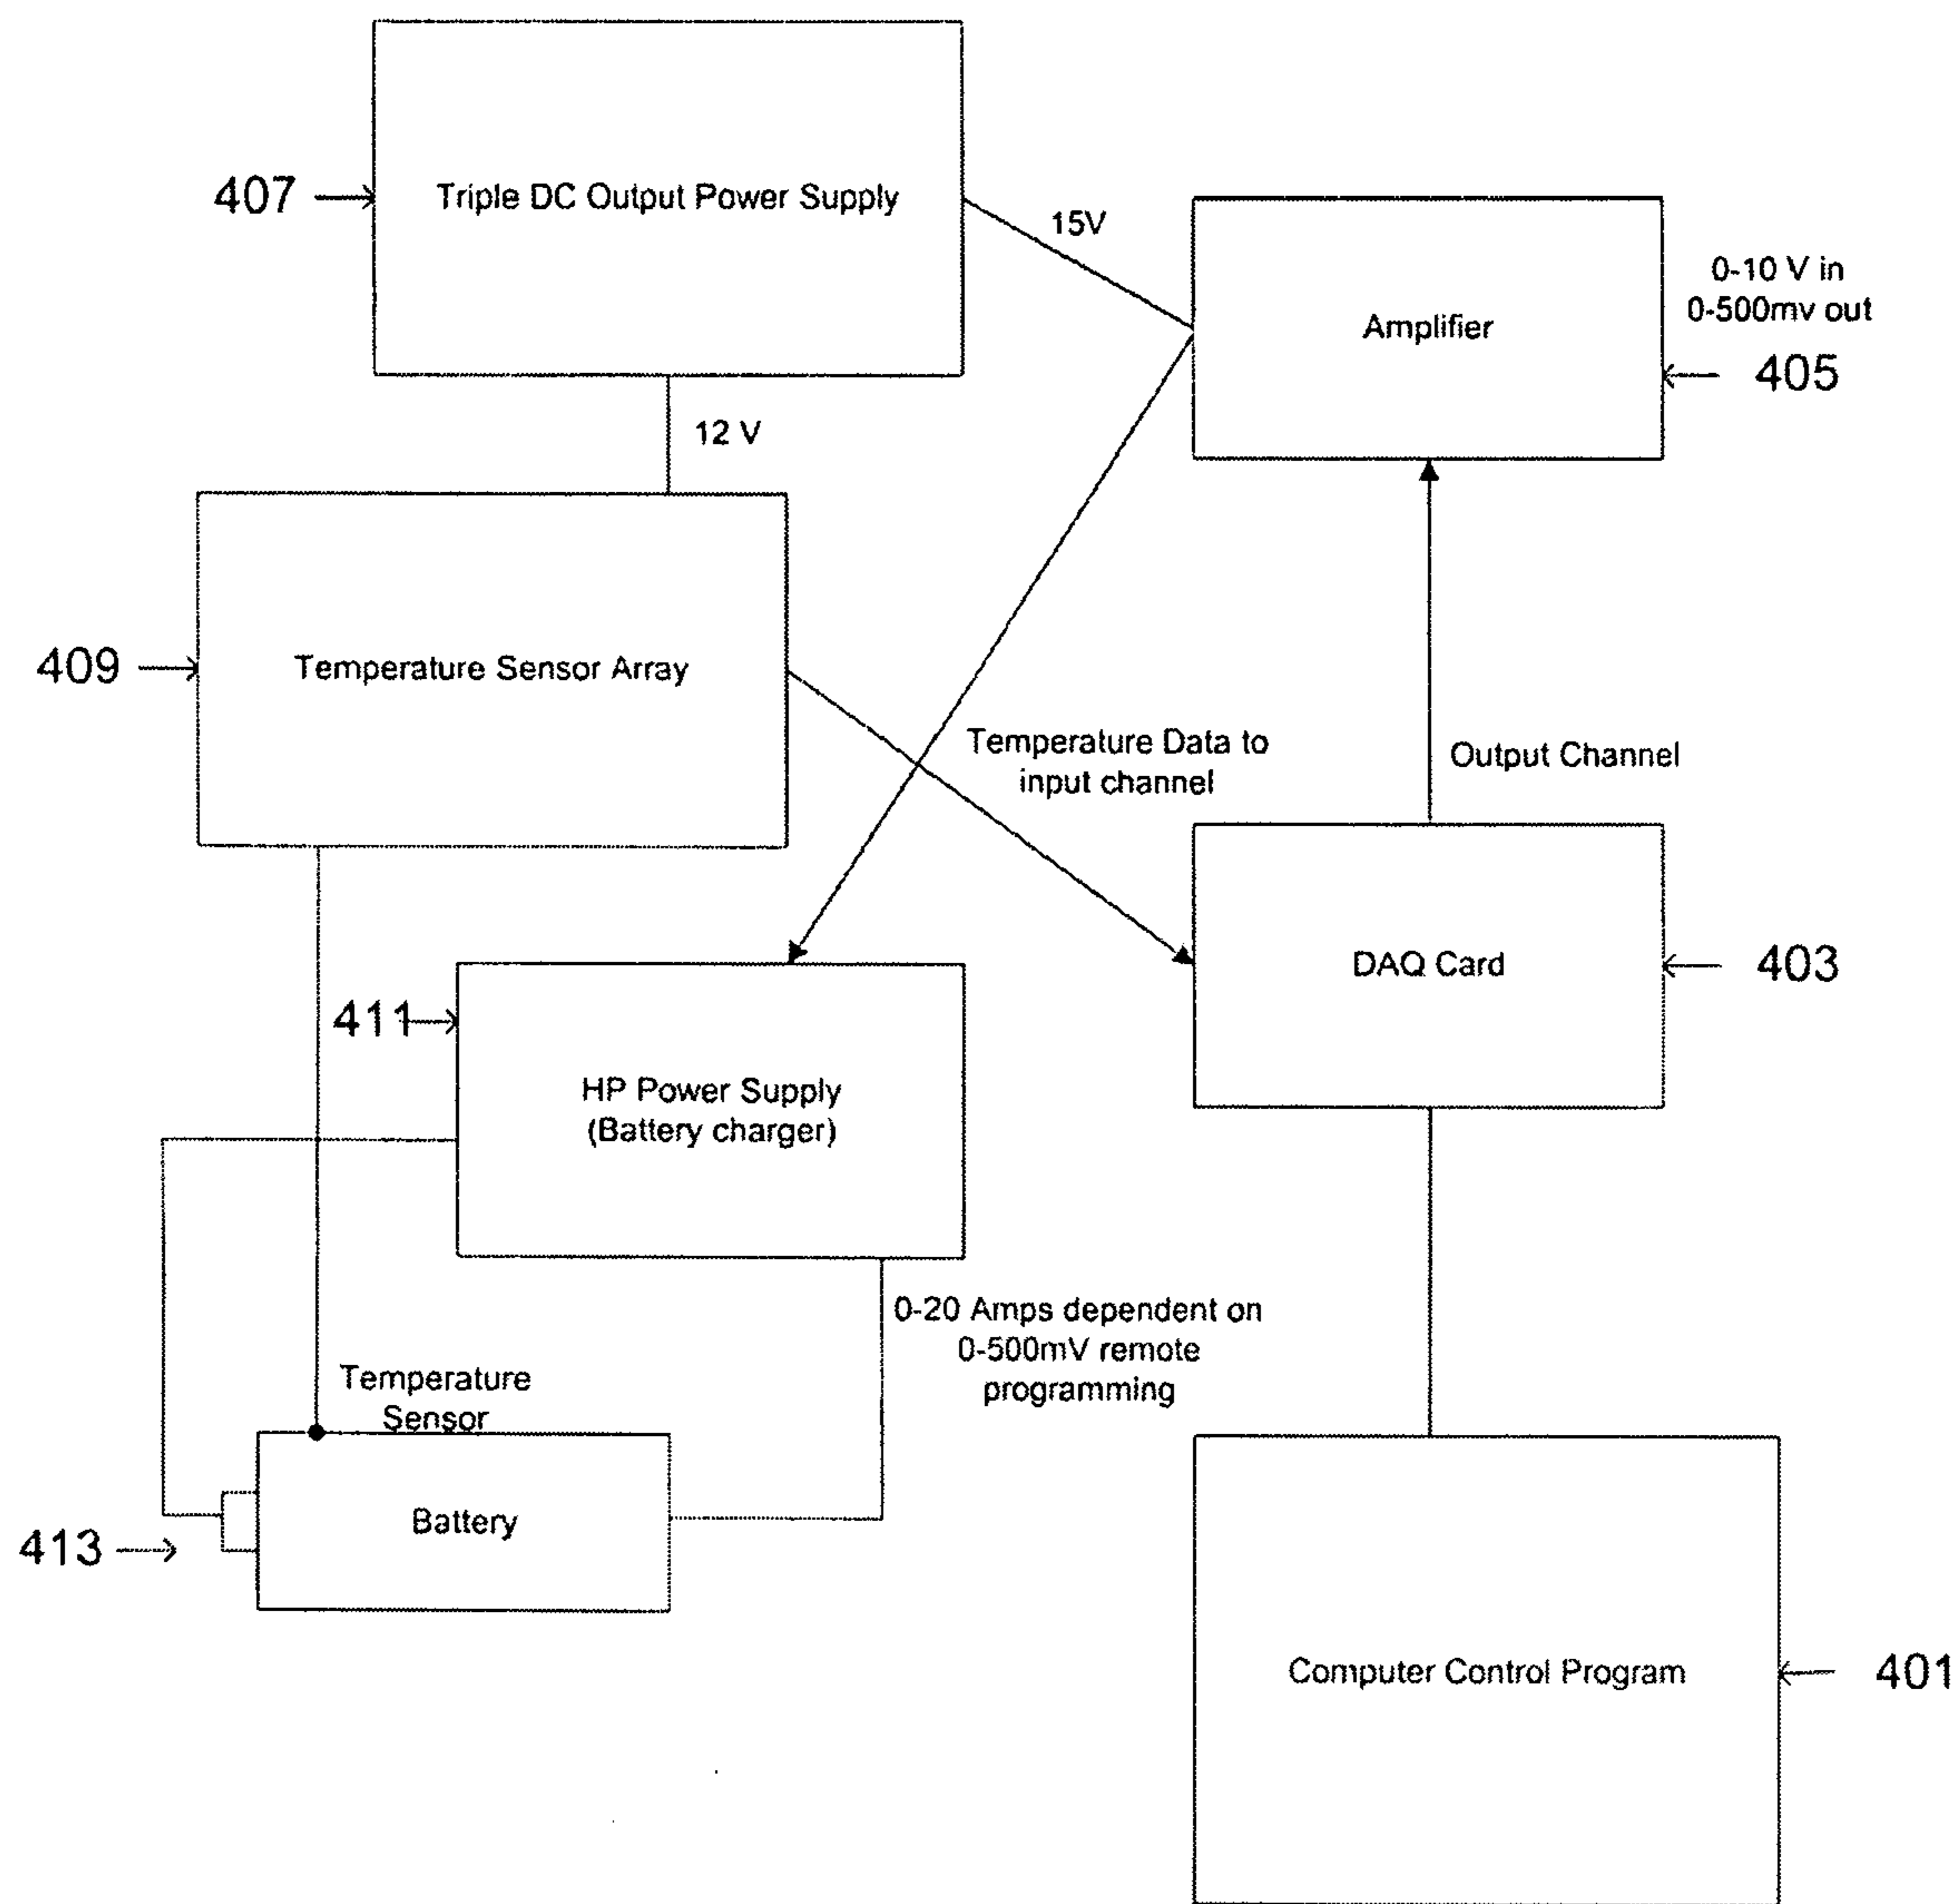 407
Triple DC Output Power Supply
15V
0-10 V in
0-500mv out
Amplifier
405
12 V
409
Temperature Sensor Array
Temperature Data to
input channel
Output Channel
DAQ Card
403
411
HP Power Supply
(Battery charger)
0-20 Amps dependent on
0-500mV remote
programming
Temperature
Sensor
Battery
413
Computer Control Program
401